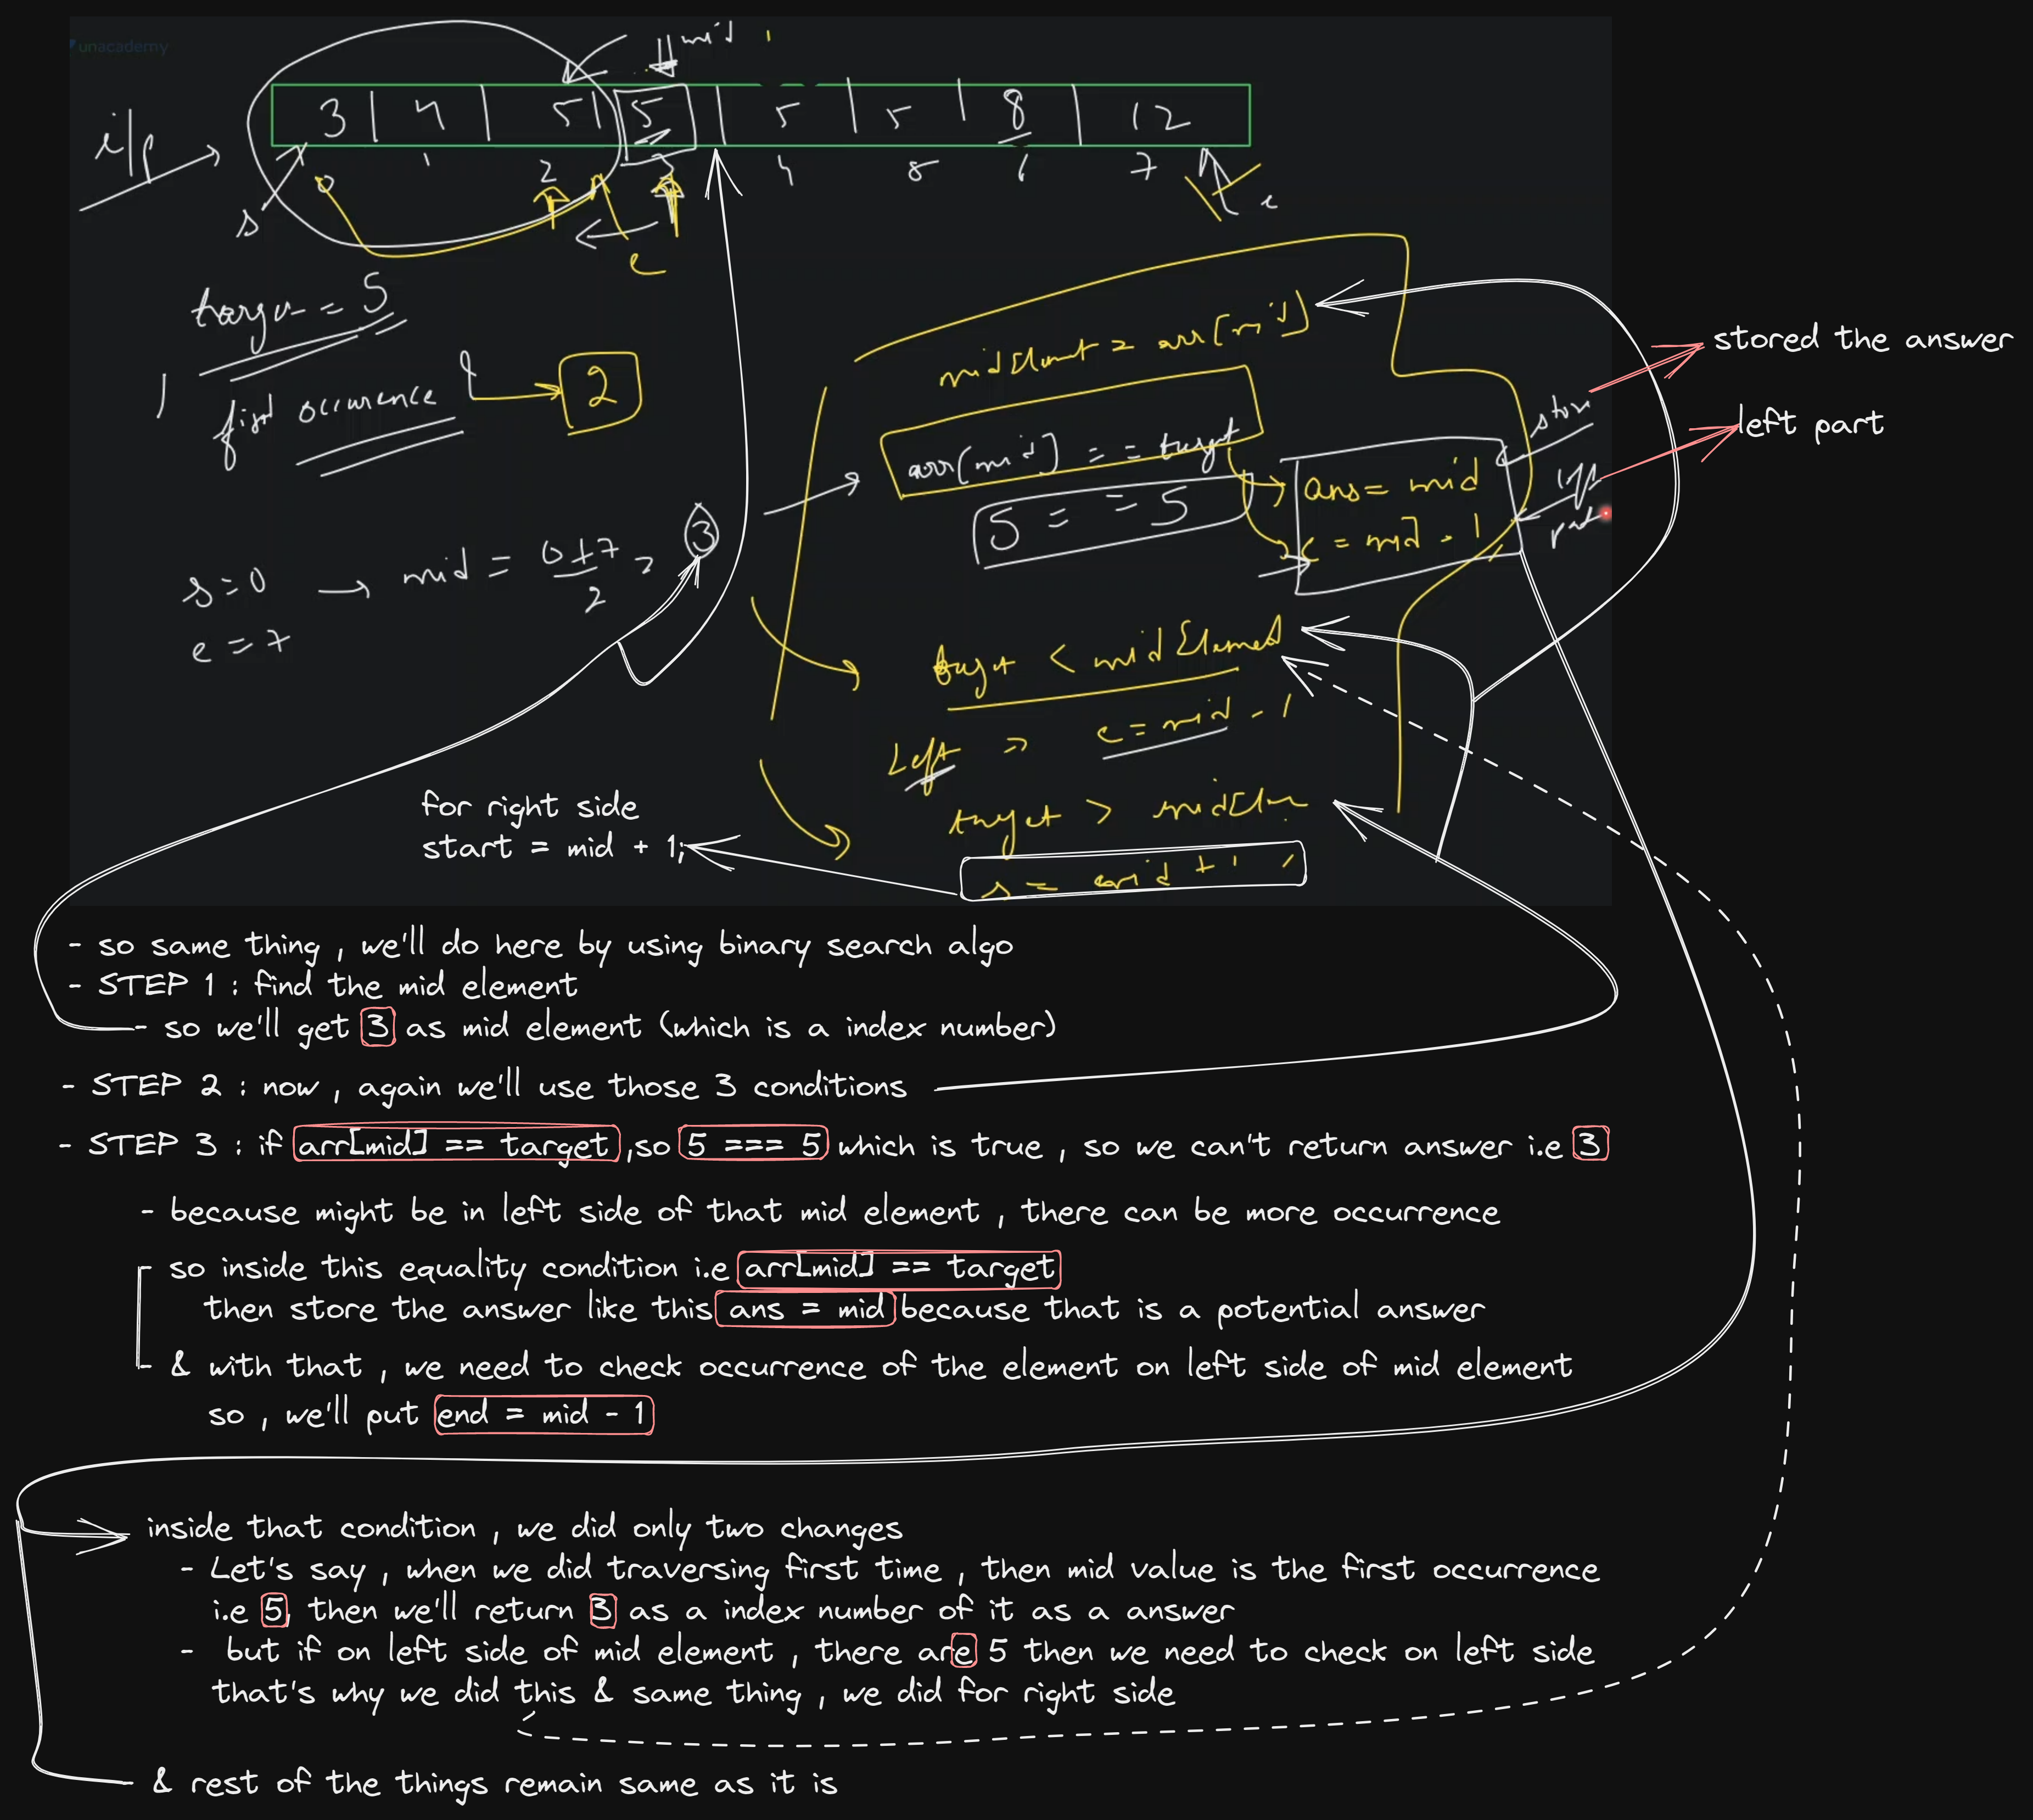 unacademy
mid
i/p
3 4 5 5 5 5 8 12
0 1 2 3 4 5 6 7
s
e
e
target = 5
first occurrence
2
midElement = arr[mid]
stored the answer
store
arr[mid] == target
ans = mid
left part
left
part
5 == 5
e = mid - 1
s = 0 → mid = 0+7
2
3
e = 7
target < midElement
Left ⇒ e = mid - 1
for right side
start = mid + 1;
target > midElem
s = mid + 1
- so same thing , we'll do here by using binary search algo
- STEP 1 : find the mid element
- so we'll get 3 as mid element (which is a index number)
- STEP 2 : now , again we'll use those 3 conditions
- STEP 3 : if arr[mid] == target ,so 5 === 5 which is true , so we can't return answer i.e 3
- because might be in left side of that mid element , there can be more occurrence
- so inside this equality condition i.e arr[mid] == target
then store the answer like this ans = mid because that is a potential answer
- & with that , we need to check occurrence of the element on left side of mid element
so , we'll put end = mid - 1
inside that condition , we did only two changes
- Let's say , when we did traversing first time , then mid value is the first occurrence
i.e 5, then we'll return 3 as a index number of it as a answer
- but if on left side of mid element , there are 5 then we need to check on left side
that's why we did this & same thing , we did for right side
& rest of the things remain same as it is